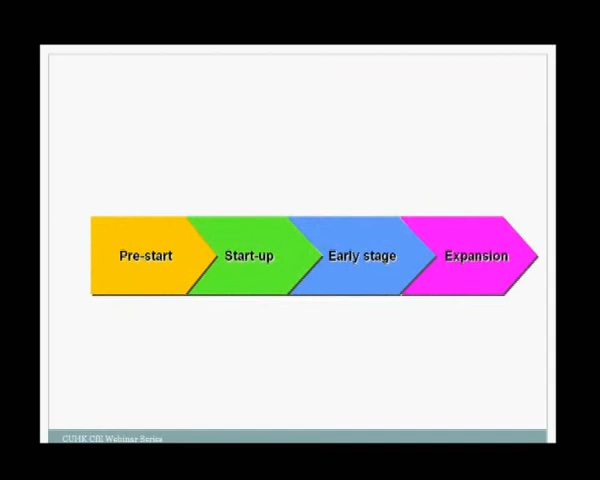 Pre-start
Start-up
Early stage
Expansion
CUHK CfE Webinar Series